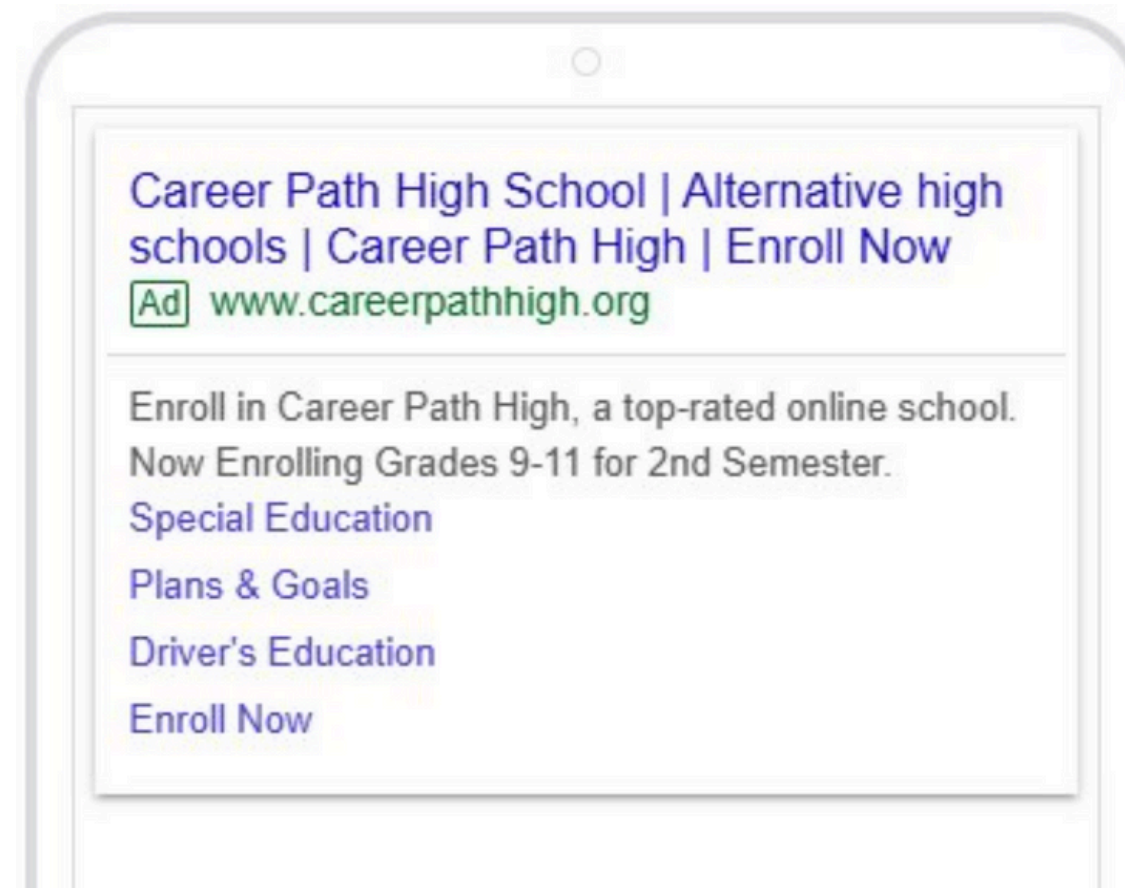 Career Path High School | Alternative high
schools | Career Path High | Enroll Now
Ad www.careerpathhigh.org
Enroll in Career Path High, a top-rated online school.
Now Enrolling Grades 9-11 for 2nd Semester.
Special Education
Plans & Goals
Driver's Education
Enroll Now